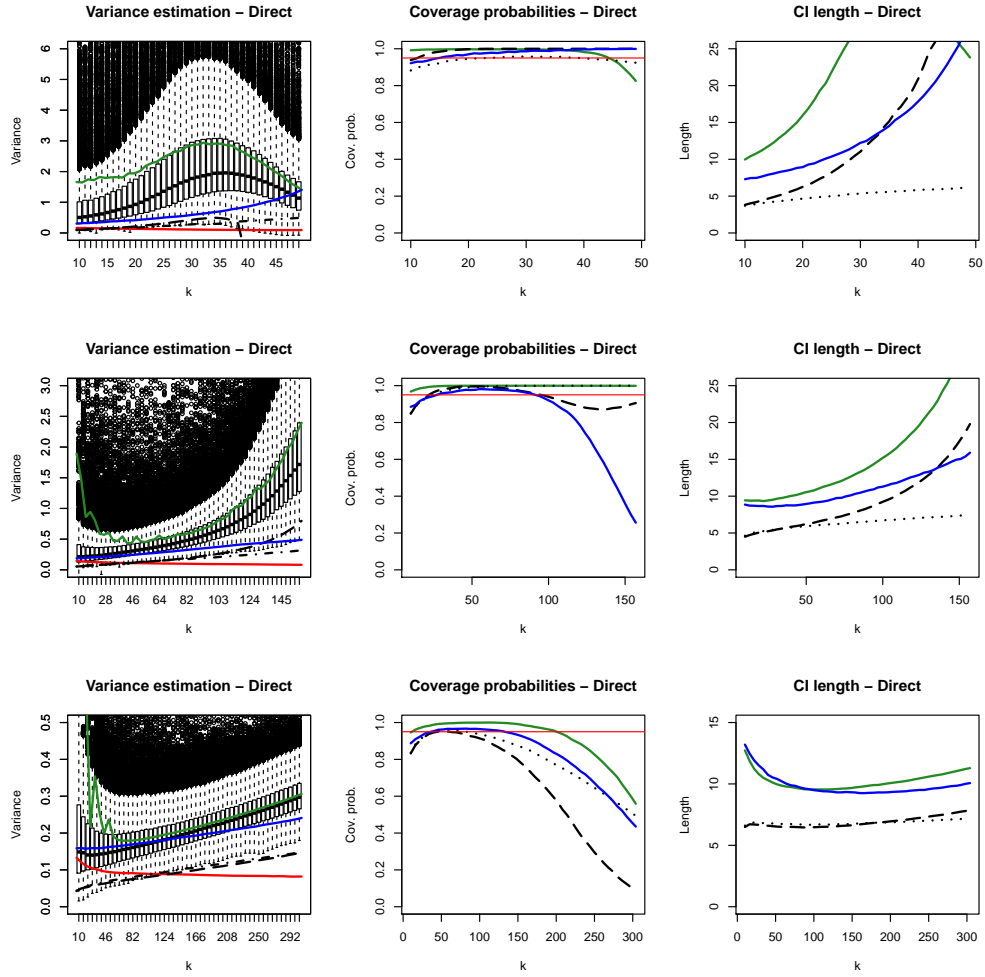 Variance estimation – Direct
Coverage probabilities – Direct
CI length – Direct
Variance
0 1 2 3 4 5 6
10 15 20 25 30 35 40 45
k
Cov. prob.
0.0 0.2 0.4 0.6 0.8 1.0
10 20 30 40 50
k
Length
0 5 10 15 20 25
10 20 30 40 50
k
Variance estimation – Direct
Coverage probabilities – Direct
CI length – Direct
Variance
0.0 0.5 1.0 1.5 2.0 2.5 3.0
10 28 46 64 82 103 124 145
k
Cov. prob.
0.0 0.2 0.4 0.6 0.8 1.0
50 100 150
k
Length
0 5 10 15 20 25
50 100 150
k
Variance estimation – Direct
Coverage probabilities – Direct
CI length – Direct
Variance
0.0 0.1 0.2 0.3 0.4 0.5
10 46 82 124 166 208 250 292
k
Cov. prob.
0.0 0.2 0.4 0.6 0.8 1.0
0 50 100 150 200 250 300
k
Length
0 5 10 15
0 50 100 150 200 250 300
k